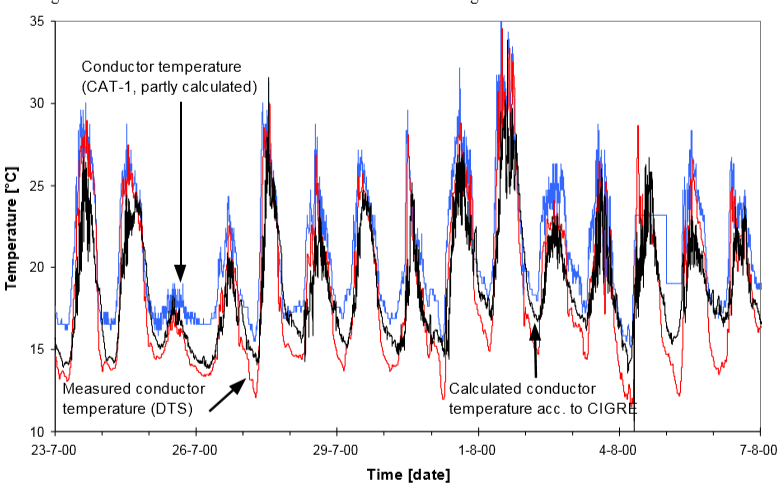 35
30
25
20
15
10
Temperature [°C]
Conductor temperature
(CAT-1, partly calculated)
Measured conductor
temperature (DTS)
Calculated conductor
temperature acc. to CIGRE
23-7-00 26-7-00 29-7-00 1-8-00 4-8-00 7-8-00
Time [date]